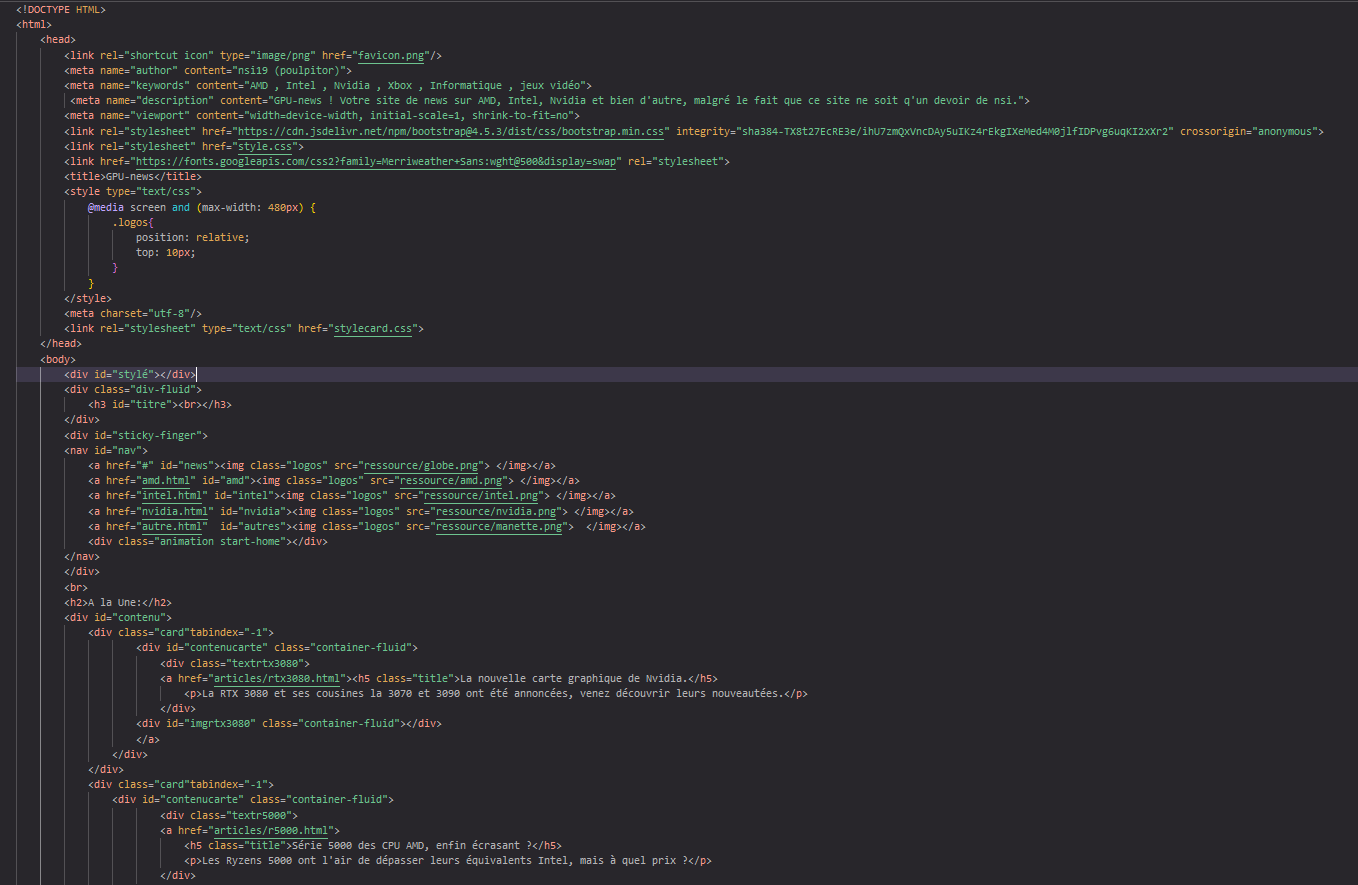 <!DOCTYPE HTML>
<html>
<head>
<link rel="shortcut icon" type="image/png" href="favicon.png"/>
<meta name="author" content="nsi19 (poulpitor)">
<meta name="keywords" content="AMD , Intel , Nvidia , Xbox , Informatique , jeux vidéo">
<meta name="description" content="GPU-news ! Votre site de news sur AMD, Intel, Nvidia et bien d'autre, malgré le fait que ce site ne soit q'un devoir de nsi.">
<meta name="viewport" content="width=device-width, initial-scale=1, shrink-to-fit=no">
<link rel="stylesheet" href="https://cdn.jsdelivr.net/npm/bootstrap@4.5.3/dist/css/bootstrap.min.css" integrity="sha384-TX8t27EcRE3e/ihU7zmQxVncDAy5uIKz4rEkgIXeMed4M0jlfIDPvg6uqKI2xXr2" crossorigin="anonymous">
<link rel="stylesheet" href="style.css">
<link href="https://fonts.googleapis.com/css2?family=Merriweather+Sans:wght@500&display=swap" rel="stylesheet">
<title>GPU-news</title>
<style type="text/css">
@media screen and (max-width: 480px) {
.logos{
position: relative;
top: 10px;
}
}
</style>
<meta charset="utf-8"/>
<link rel="stylesheet" type="text/css" href="stylecard.css">
</head>
<body>
<div id="stylé"></div>
<div class="div-fluid">
<h3 id="titre"><br></h3>
</div>
<div id="sticky-finger">
<nav id="nav">
<a href="#" id="news"><img class="logos" src="ressource/globe.png"> </img></a>
<a href="amd.html" id="amd"><img class="logos" src="ressource/amd.png"> </img></a>
<a href="intel.html" id="intel"><img class="logos" src="ressource/intel.png"> </img></a>
<a href="nvidia.html" id="nvidia"><img class="logos" src="ressource/nvidia.png"> </img></a>
<a href="autre.html"  id="autres"><img class="logos" src="ressource/manette.png">  </img></a>
<div class="animation start-home"></div>
</nav>
</div>
<br>
<h2>A la Une:</h2>
<div id="contenu">
<div class="card"tabindex="-1">
<div id="contenucarte" class="container-fluid">
<div class="textrtx3080">
<a href="articles/rtx3080.html"><h5 class="title">La nouvelle carte graphique de Nvidia.</h5>
<p>La RTX 3080 et ses cousines la 3070 et 3090 ont été annoncées, venez découvrir leurs nouveautées.</p>
</div>
<div id="imgrtx3080" class="container-fluid"></div>
</a>
</div>
</div>
<div class="card"tabindex="-1">
<div id="contenucarte" class="container-fluid">
<div class="textr5000">
<a href="articles/r5000.html">
<h5 class="title">Série 5000 des CPU AMD, enfin écrasant ?</h5>
<p>Les Ryzens 5000 ont l'air de dépasser leurs équivalents Intel, mais à quel prix ?</p>
</div>